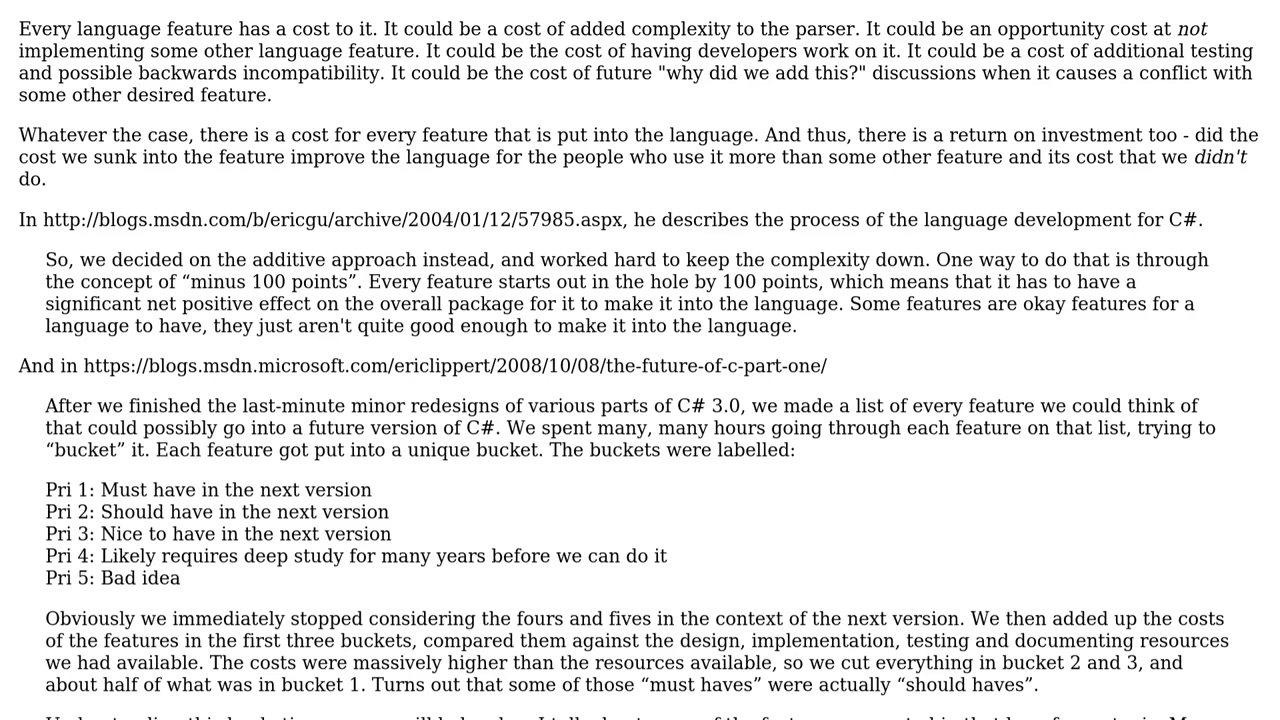 Every language feature has a cost to it. It could be a cost of added complexity to the parser. It could be an opportunity cost at not
implementing some other language feature. It could be the cost of having developers work on it. It could be a cost of additional testing
and possible backwards incompatibility. It could be the cost of future "why did we add this?" discussions when it causes a conflict with
some other desired feature.
Whatever the case, there is a cost for every feature that is put into the language. And thus, there is a return on investment too - did the
cost we sunk into the feature improve the language for the people who use it more than some other feature and its cost that we didn't
do.
In http://blogs.msdn.com/b/ericgu/archive/2004/01/12/57985.aspx, he describes the process of the language development for C#.
So, we decided on the additive approach instead, and worked hard to keep the complexity down. One way to do that is through
the concept of “minus 100 points”. Every feature starts out in the hole by 100 points, which means that it has to have a
significant net positive effect on the overall package for it to make it into the language. Some features are okay features for a
language to have, they just aren't quite good enough to make it into the language.
And in https://blogs.msdn.microsoft.com/ericlippert/2008/10/08/the-future-of-c-part-one/
After we finished the last-minute minor redesigns of various parts of C# 3.0, we made a list of every feature we could think of
that could possibly go into a future version of C#. We spent many, many hours going through each feature on that list, trying to
“bucket” it. Each feature got put into a unique bucket. The buckets were labelled:
Pri 1: Must have in the next version
Pri 2: Should have in the next version
Pri 3: Nice to have in the next version
Pri 4: Likely requires deep study for many years before we can do it
Pri 5: Bad idea
Obviously we immediately stopped considering the fours and fives in the context of the next version. We then added up the costs
of the features in the first three buckets, compared them against the design, implementation, testing and documenting resources
we had available. The costs were massively higher than the resources available, so we cut everything in bucket 2 and 3, and
about half of what was in bucket 1. Turns out that some of those “must haves” were actually “should haves”.